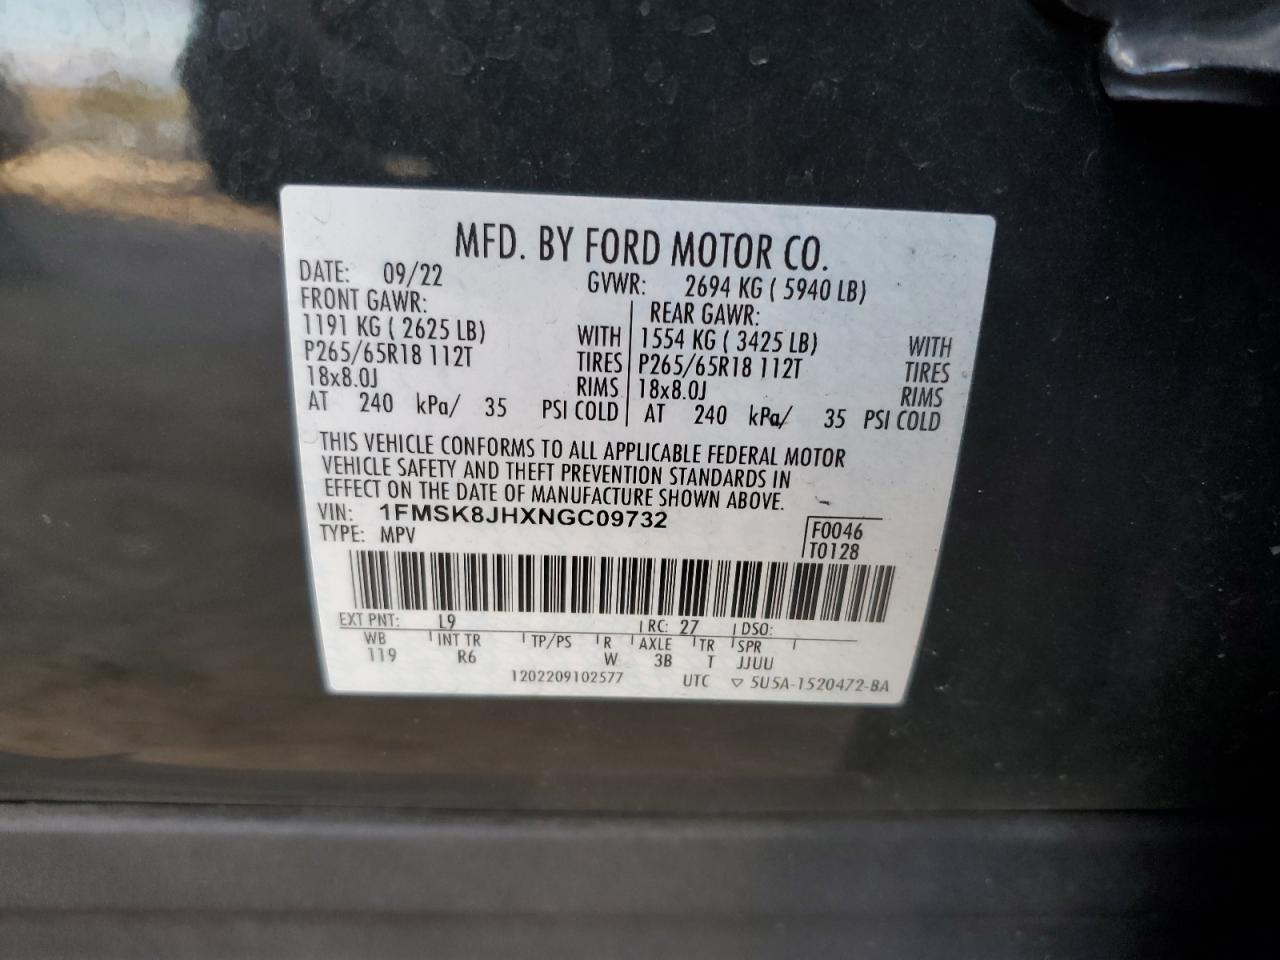 MFD. BY FORD MOTOR CO.
DATE: 09/22 GVWR: 2694 KG ( 5940 LB)
FRONT GAWR: REAR GAWR:
1191 KG ( 2625 LB) WITH 1554 KG ( 3425 LB) WITH
P265/65R18 112T TIRES P265/65R18 112T TIRES
18x8.0J RIMS 18x8.0J RIMS
AT 240 kPa/ 35 PSI COLD AT 240 kPa/ 35 PSI COLD
THIS VEHICLE CONFORMS TO ALL APPLICABLE FEDERAL MOTOR
VEHICLE SAFETY AND THEFT PREVENTION STANDARDS IN
EFFECT ON THE DATE OF MANUFACTURE SHOWN ABOVE.
VIN: 1FMSK8JHXNGC09732
TYPE: MPV
F0046
T0128
EXT PNT: L9 RC: 27 DSO:
WB INT TR TP/PS R AXLE TR SPR
119 R6 W 3B T JJUU
1202209102577 UTC ▽ 5U5A-1520472-BA